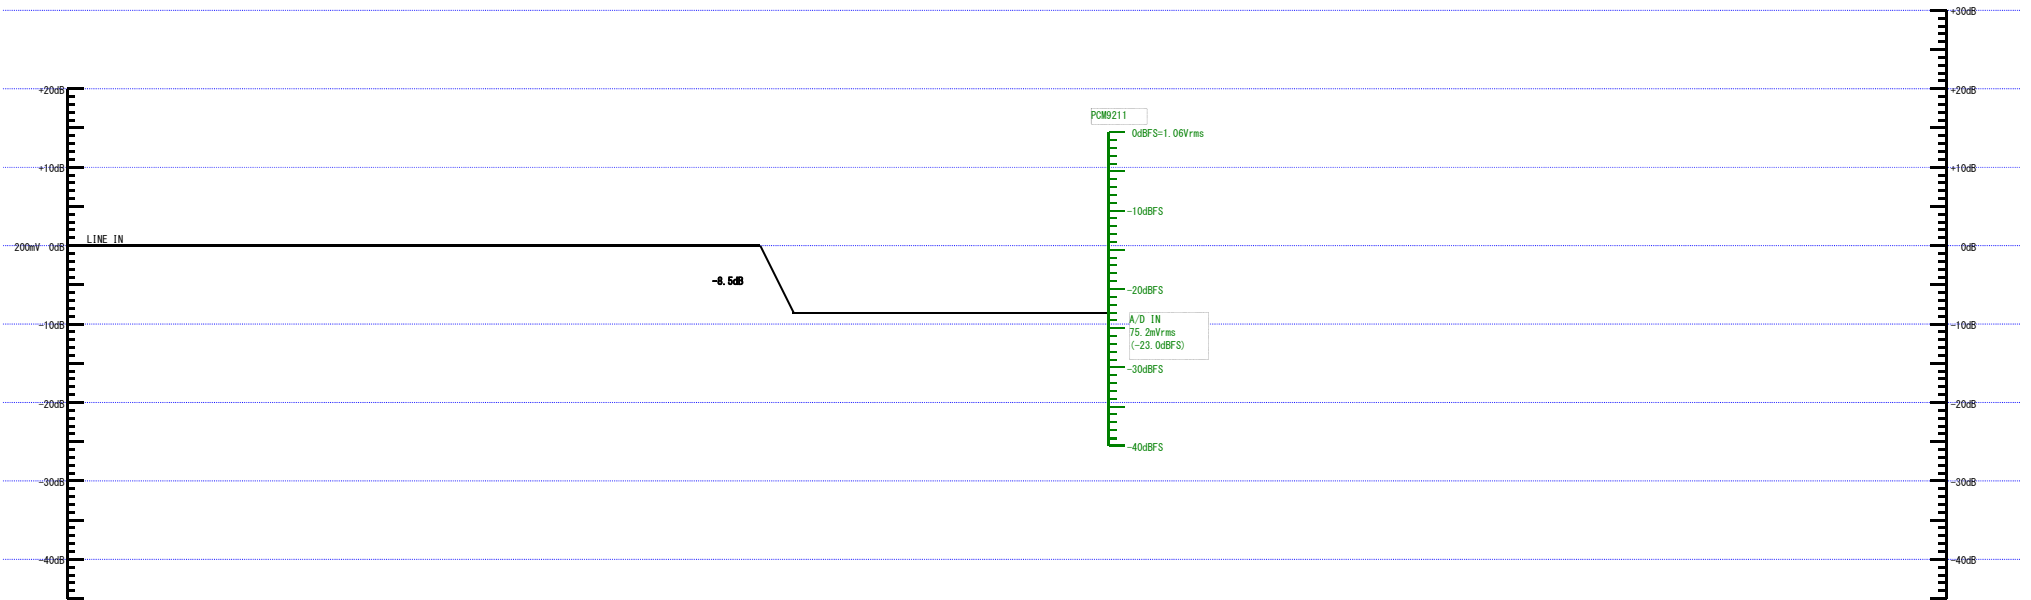 +30dB
+20dB
+20dB
PCM9211
0dBFS=1.06Vrms
+10dB
+10dB
-10dBFS
LINE IN
200mV 0dB
0dB
-8.5dB
-20dBFS
A/D IN
75.2mVrms
(-23.0dBFS)
-10dB
-10dB
-30dBFS
-20dB
-20dB
-40dBFS
-30dB
-30dB
-40dB
-40dB